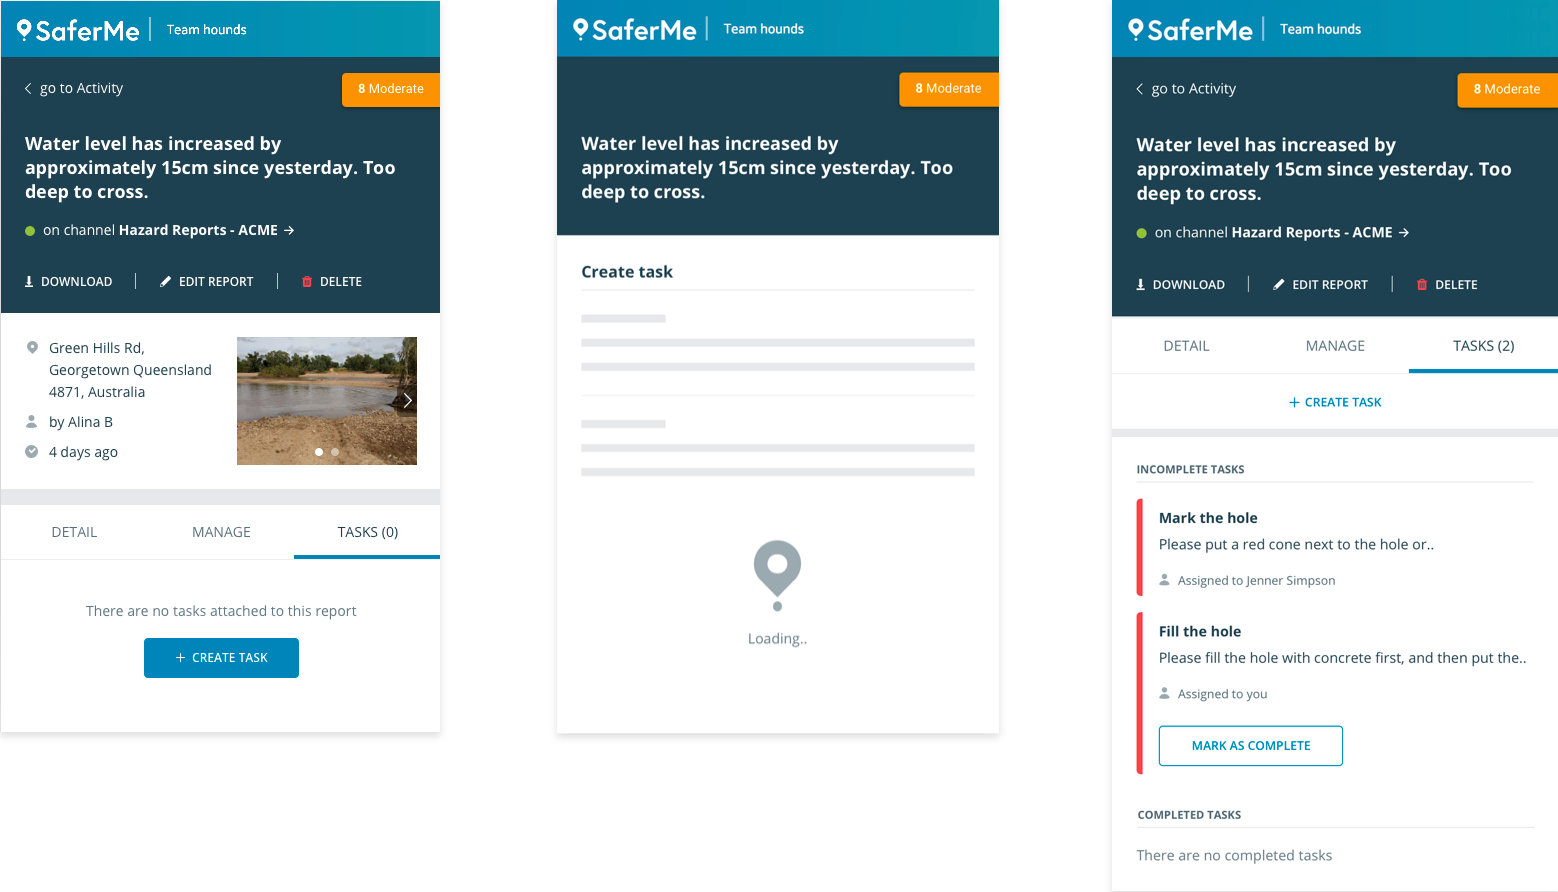 SaferMe Team hounds
go to Activity
8 Moderate
Water level has increased by
approximately 15cm since yesterday. Too
deep to cross.
on channel Hazard Reports - ACME →
DOWNLOAD
EDIT REPORT
DELETE
Green Hills Rd,
Georgetown Queensland
4871, Australia
by Alina B
4 days ago
DETAIL
MANAGE
TASKS (0)
There are no tasks attached to this report
+ CREATE TASK
SaferMe Team hounds
8 Moderate
Water level has increased by
approximately 15cm since yesterday. Too
deep to cross.
Create task
Loading..
SaferMe Team hounds
go to Activity
8 Moderate
Water level has increased by
approximately 15cm since yesterday. Too
deep to cross.
on channel Hazard Reports - ACME →
DOWNLOAD
EDIT REPORT
DELETE
DETAIL
MANAGE
TASKS (2)
+ CREATE TASK
INCOMPLETE TASKS
Mark the hole
Please put a red cone next to the hole or..
Assigned to Jenner Simpson
Fill the hole
Please fill the hole with concrete first, and then put the..
Assigned to you
MARK AS COMPLETE
COMPLETED TASKS
There are no completed tasks